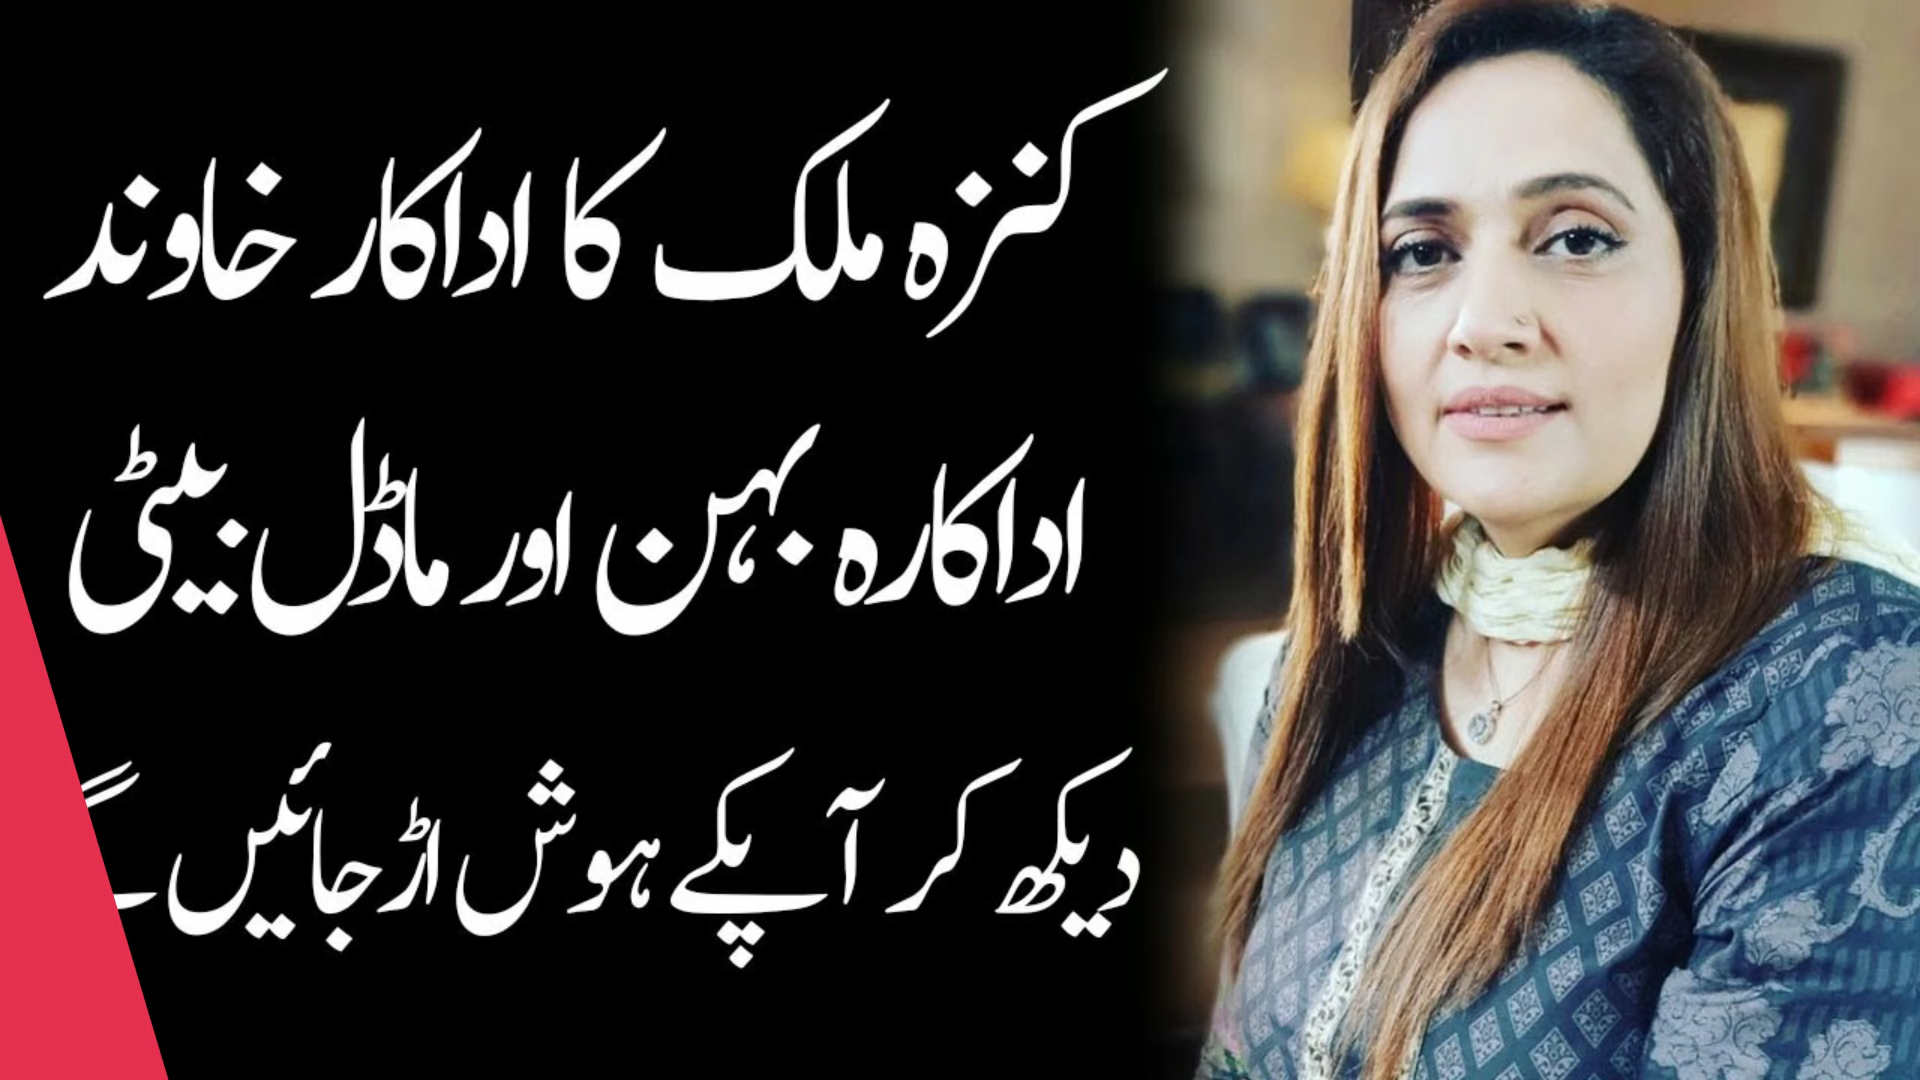 کنزہ ملک کا اداکار خاوند
اداکارہ بہن اور ماڈل بیٹی
دیکھ کر آپکے ہوش اڑ جائیں گے